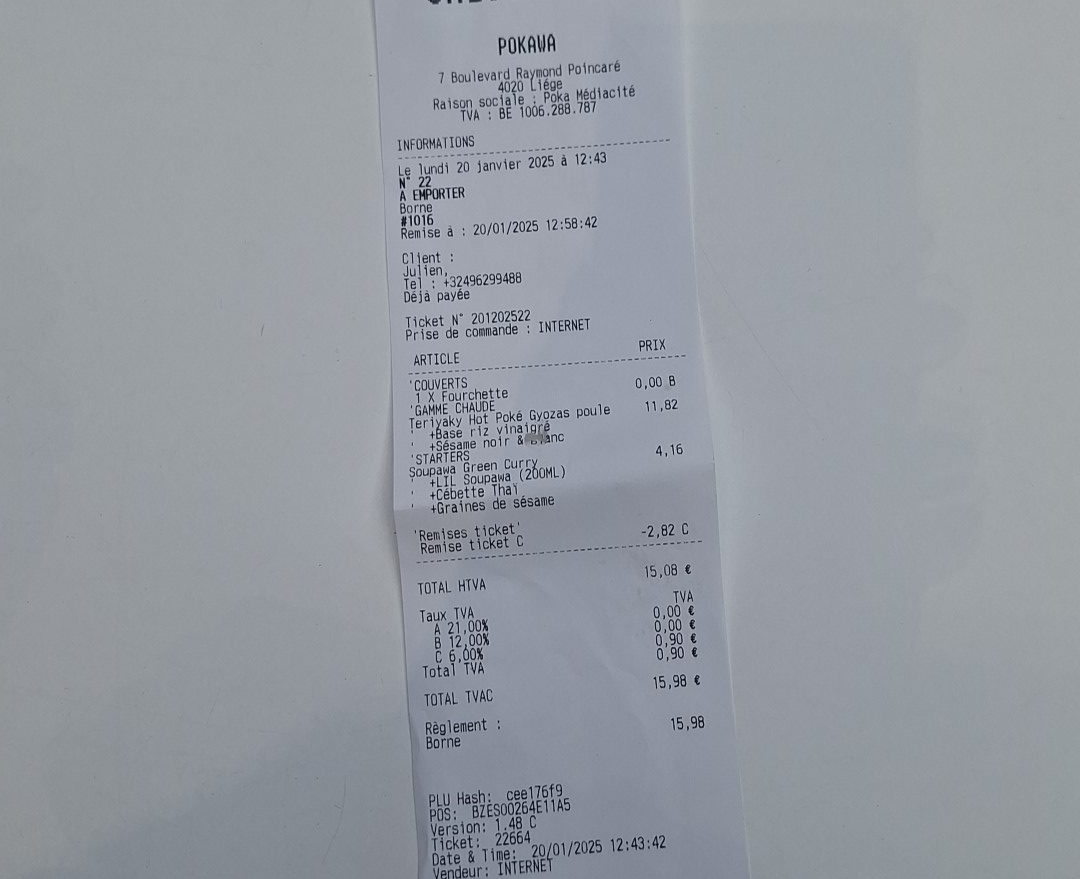 POKAWA
7 Boulevard Raymond Poincaré
4020 Liége
Raison sociale : Poka Médiacité
TVA : BE 1006.288.787
INFORMATIONS
Le lundi 20 janvier 2025 à 12:43
N° 22
A EMPORTER
Borne
#1016
Remise à : 20/01/2025 12:58:42
Client :
Julien,
Tel : +32496299488
Déjà payée
Ticket N° 201202522
Prise de commande : INTERNET
ARTICLE PRIX
'COUVERTS
1 X Fourchette 0,00 B
'GAMME CHAUDE
Teriyaky Hot Poké Gyozas poule 11,82
' +Base riz vinaigré
' +Sésame noir &
'STARTERS
Soupawa Green Curry 4,16
' +LIL Soupawa (200ML)
' +Cébette Thaï
' +Graines de sésame
'Remises ticket'
Remise ticket C -2,82 C
TOTAL HTVA 15,08 €
Taux TVA TVA
A 21,00% 0,00 €
B 12,00% 0,00 €
C 6,00% 0,90 €
Total TVA 0,90 €
TOTAL TVAC 15,98 €
Règlement :
Borne 15,98
PLU Hash: cee176f9
POS: BZES00264E11A5
Version: 1.48 C
Ticket: 22664
Date & Time: 20/01/2025 12:43:42
Vendeur: INTERNET